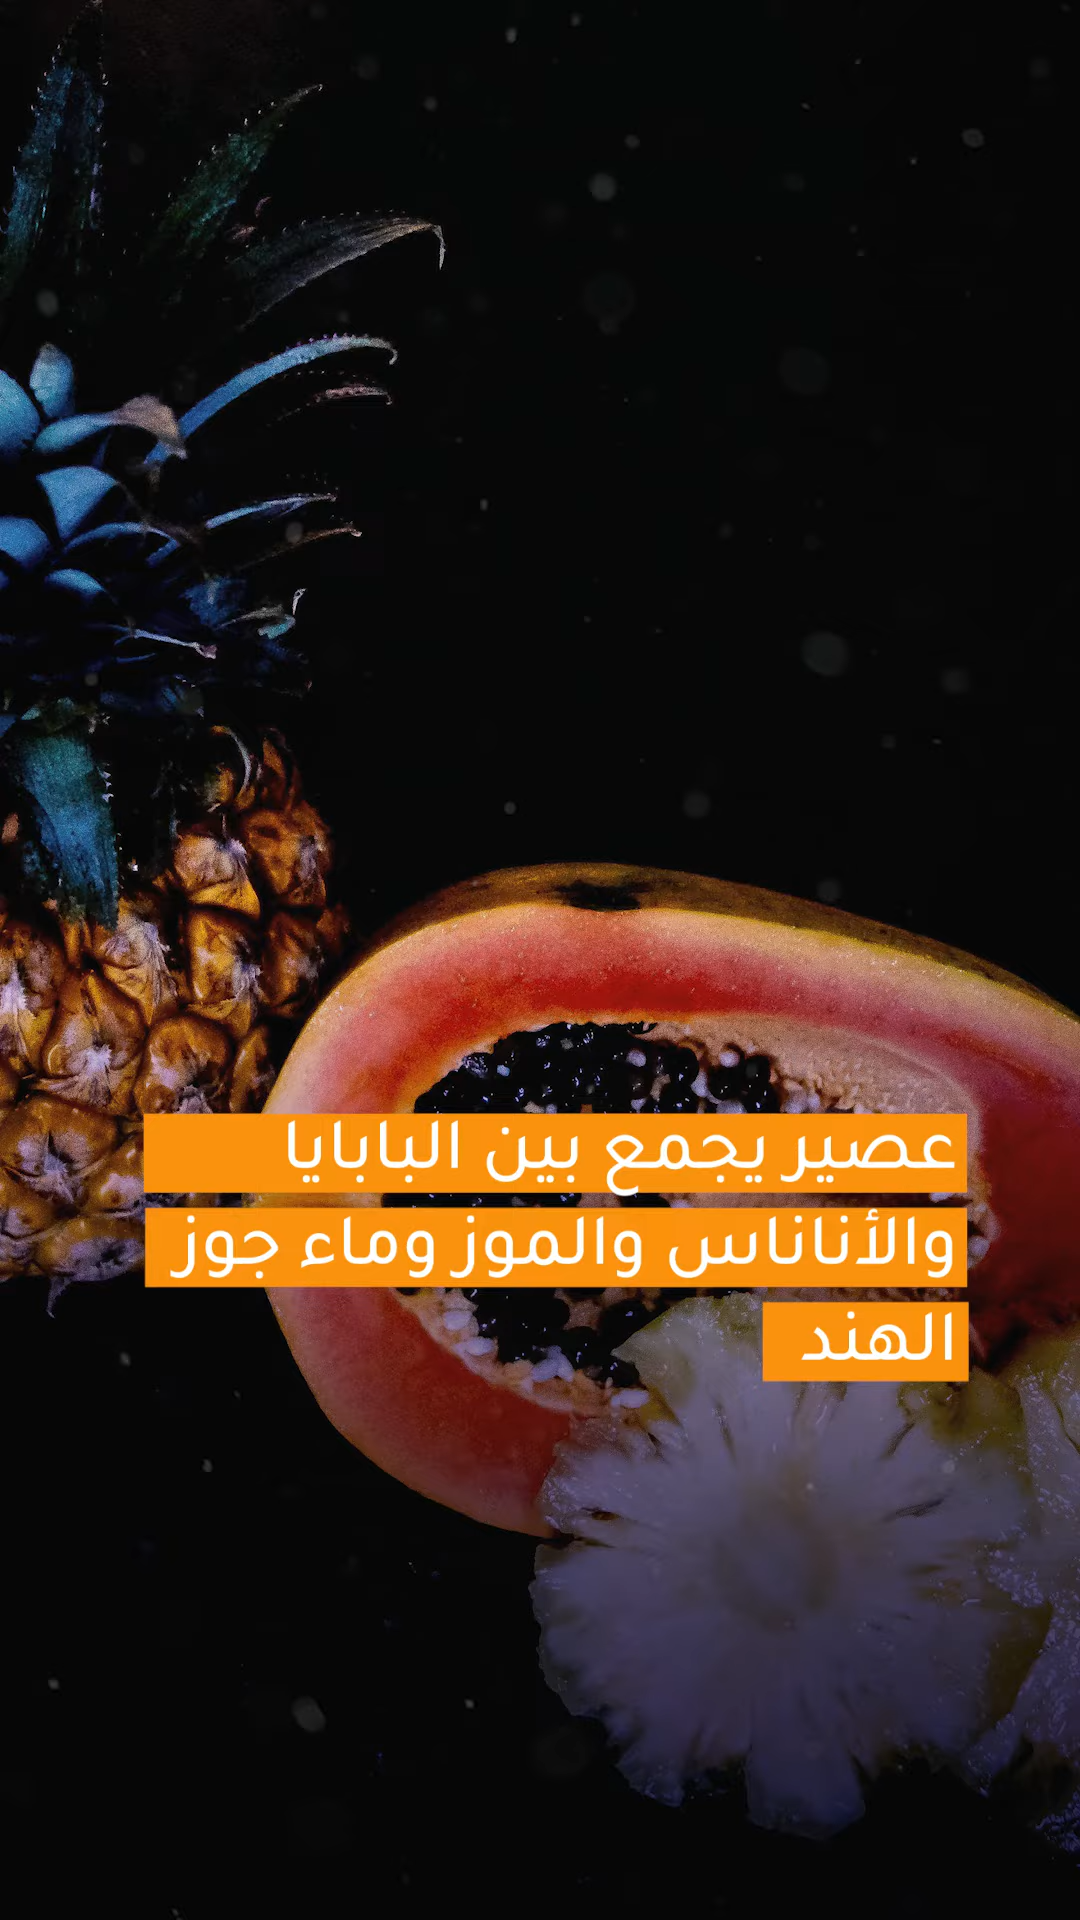 عصير يجمع بين البابايا
والأناناس والموز وماء جوز
الهند